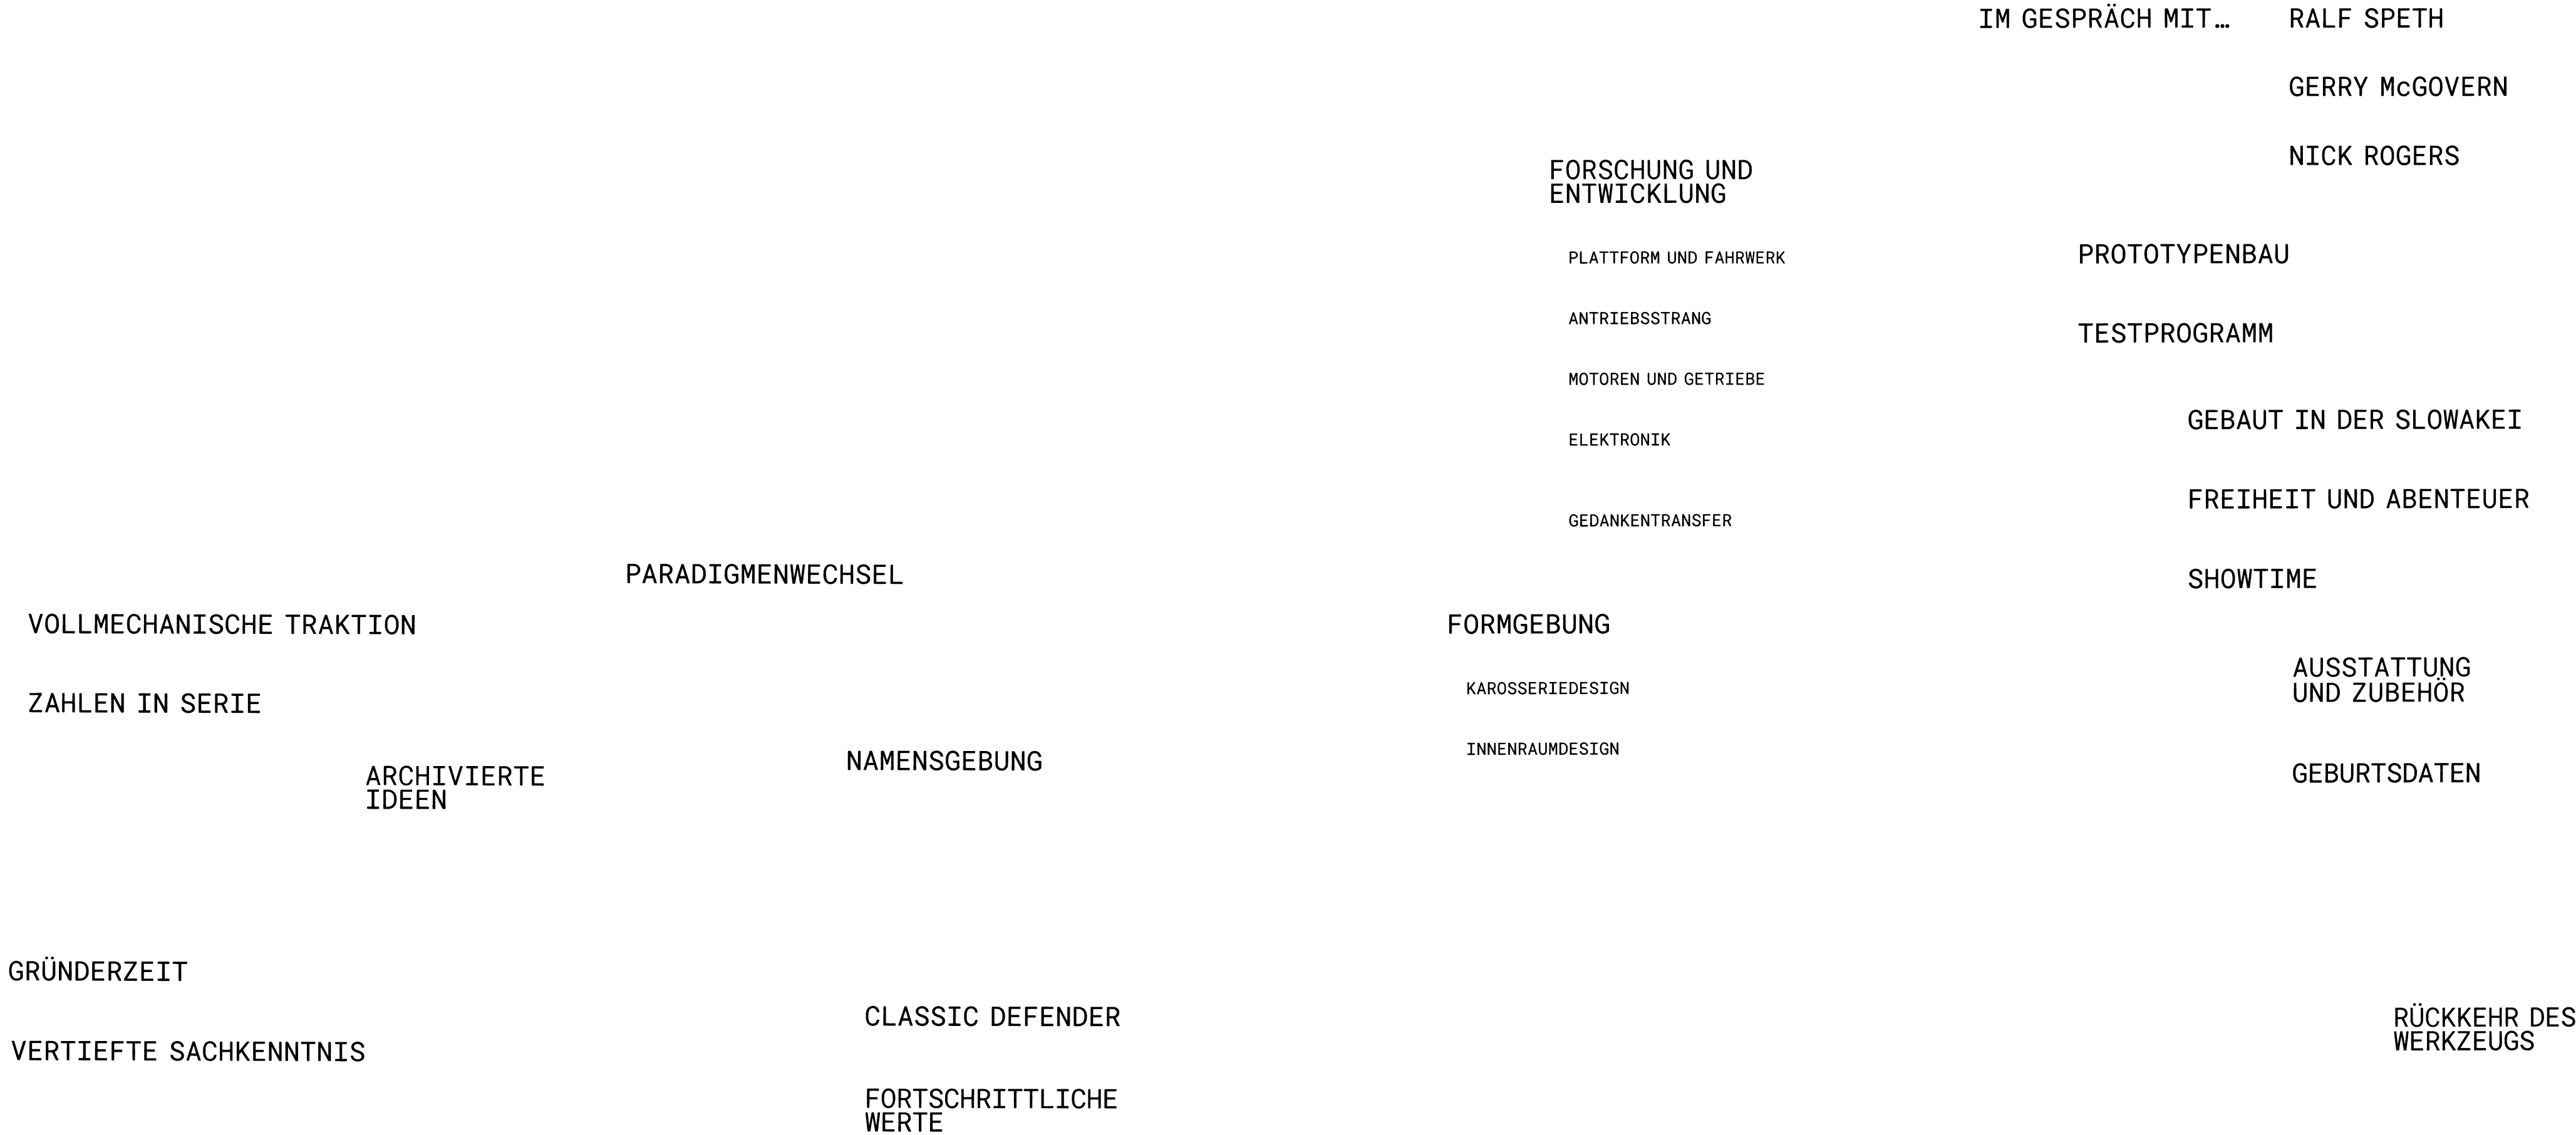 IM GESPRÄCH MIT… RALF SPETH
GERRY McGOVERN
NICK ROGERS
FORSCHUNG UND
ENTWICKLUNG
PLATTFORM UND FAHRWERK
ANTRIEBSSTRANG
MOTOREN UND GETRIEBE
ELEKTRONIK
GEDANKENTRANSFER
PROTOTYPENBAU
TESTPROGRAMM
GEBAUT IN DER SLOWAKEI
FREIHEIT UND ABENTEUER
SHOWTIME
PARADIGMENWECHSEL
VOLLMECHANISCHE TRAKTION
ZAHLEN IN SERIE
ARCHIVIERTE
IDEEN
NAMENSGEBUNG
FORMGEBUNG
KAROSSERIEDESIGN
INNENRAUMDESIGN
AUSSTATTUNG
UND ZUBEHÖR
GEBURTSDATEN
GRÜNDERZEIT
VERTIEFTE SACHKENNTNIS
CLASSIC DEFENDER
FORTSCHRITTLICHE
WERTE
RÜCKKEHR DES
WERKZEUGS